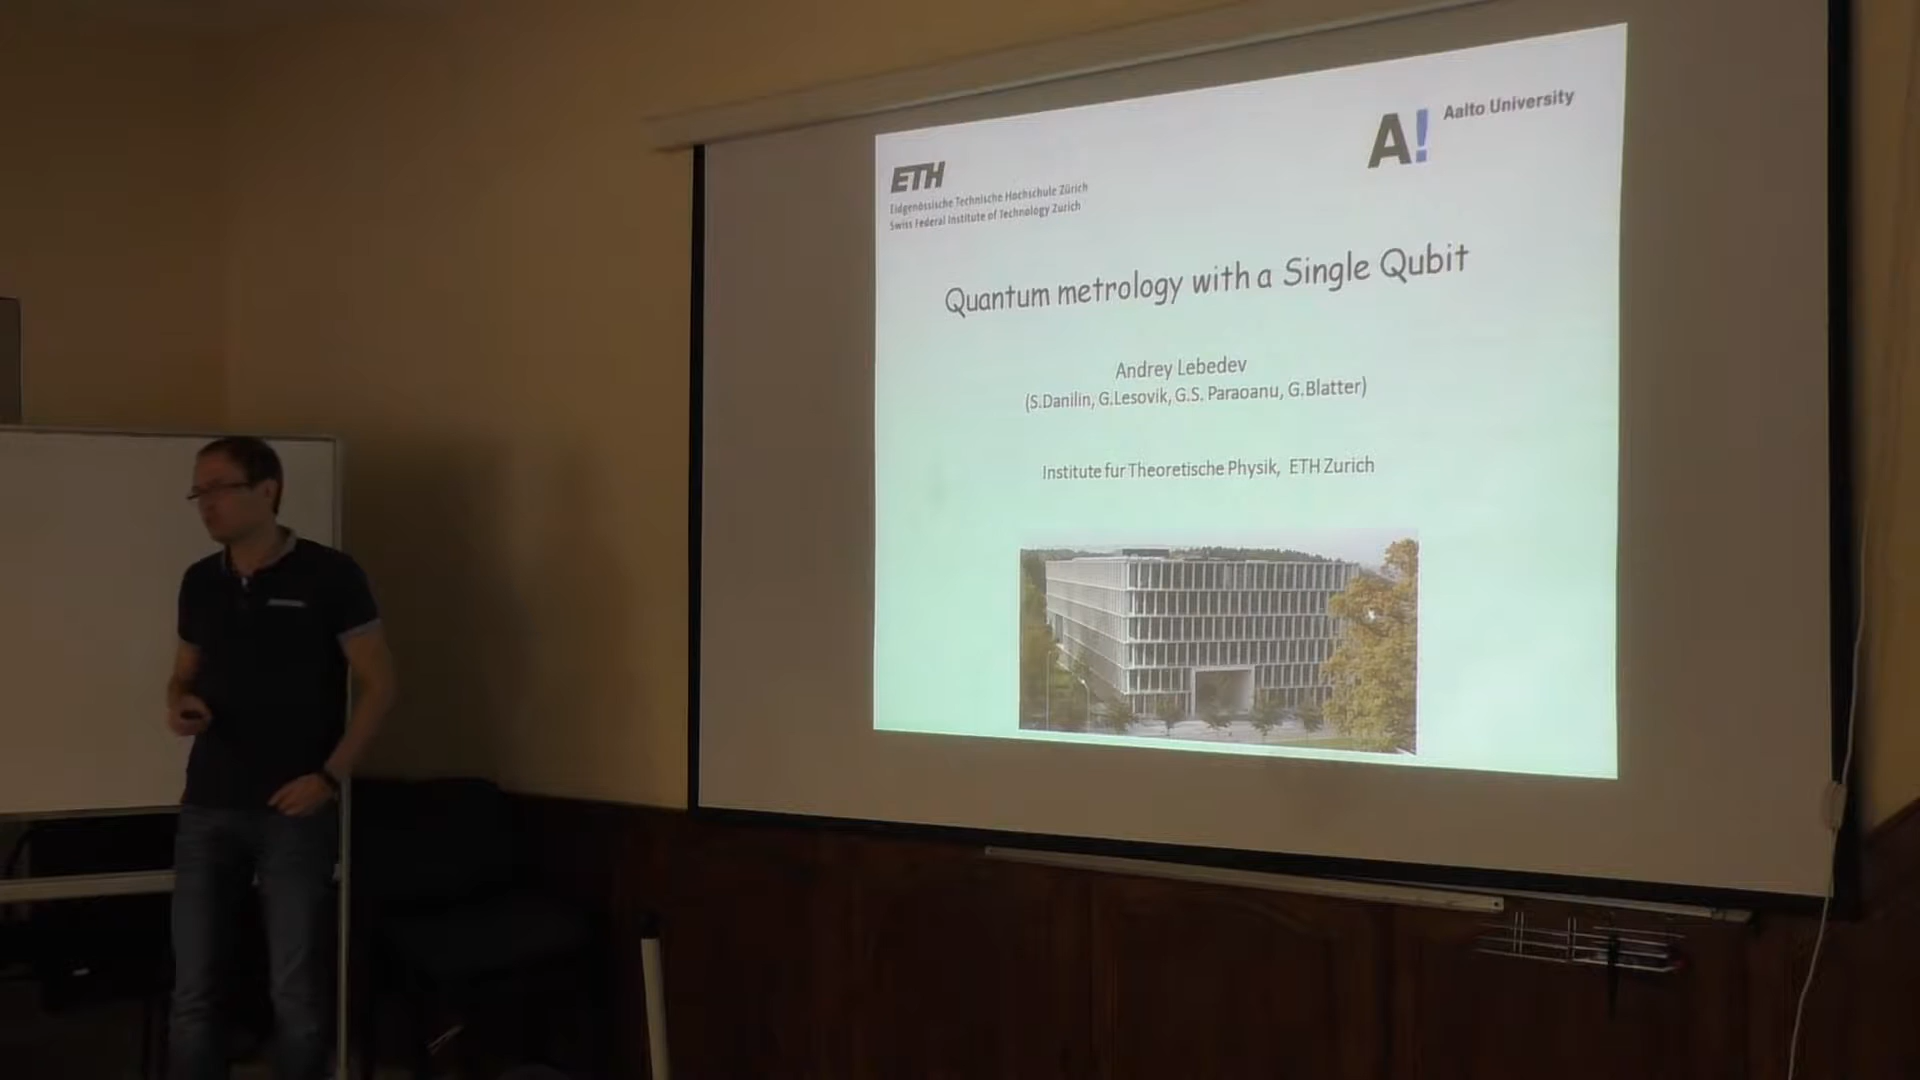 ETH
Eidgenössische Technische Hochschule Zürich
Swiss Federal Institute of Technology Zurich
A! Aalto University
Quantum metrology with a Single Qubit
Andrey Lebedev
(S.Danilin, G.Lesovik, G.S. Paraoanu, G.Blatter)
Institute fur Theoretische Physik, ETH Zurich